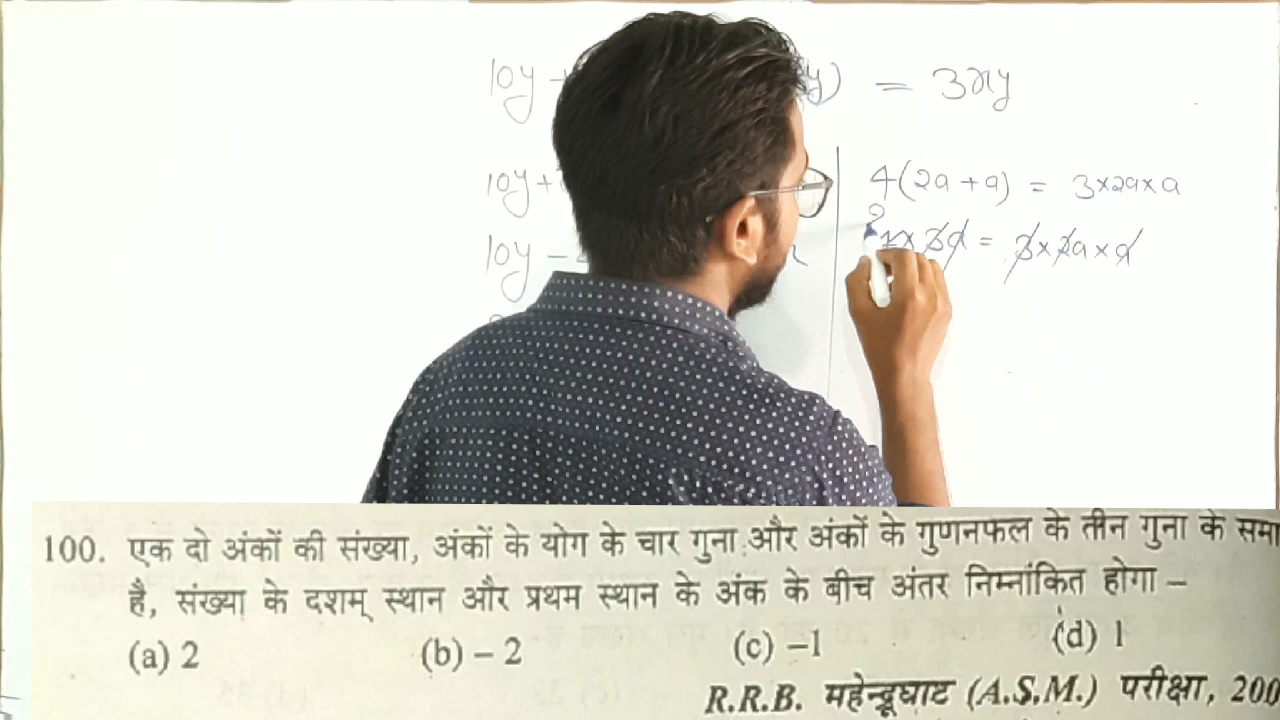 10y + y) = 3xy
10y + 4(2a + a) = 3×2a×a
10y - 2 4 × 3a = 3 × 2a × a
100. एक दो अंकों की संख्या, अंकों के योग के चार गुना और अंकों के गुणनफल के तीन गुना के समा
है, संख्या के दशम् स्थान और प्रथम स्थान के अंक के बीच अंतर निम्नांकित होगा –
(a) 2 (b) – 2 (c) –1 (d) 1
R.R.B. महेन्द्रूघाट (A.S.M.) परीक्षा, 200